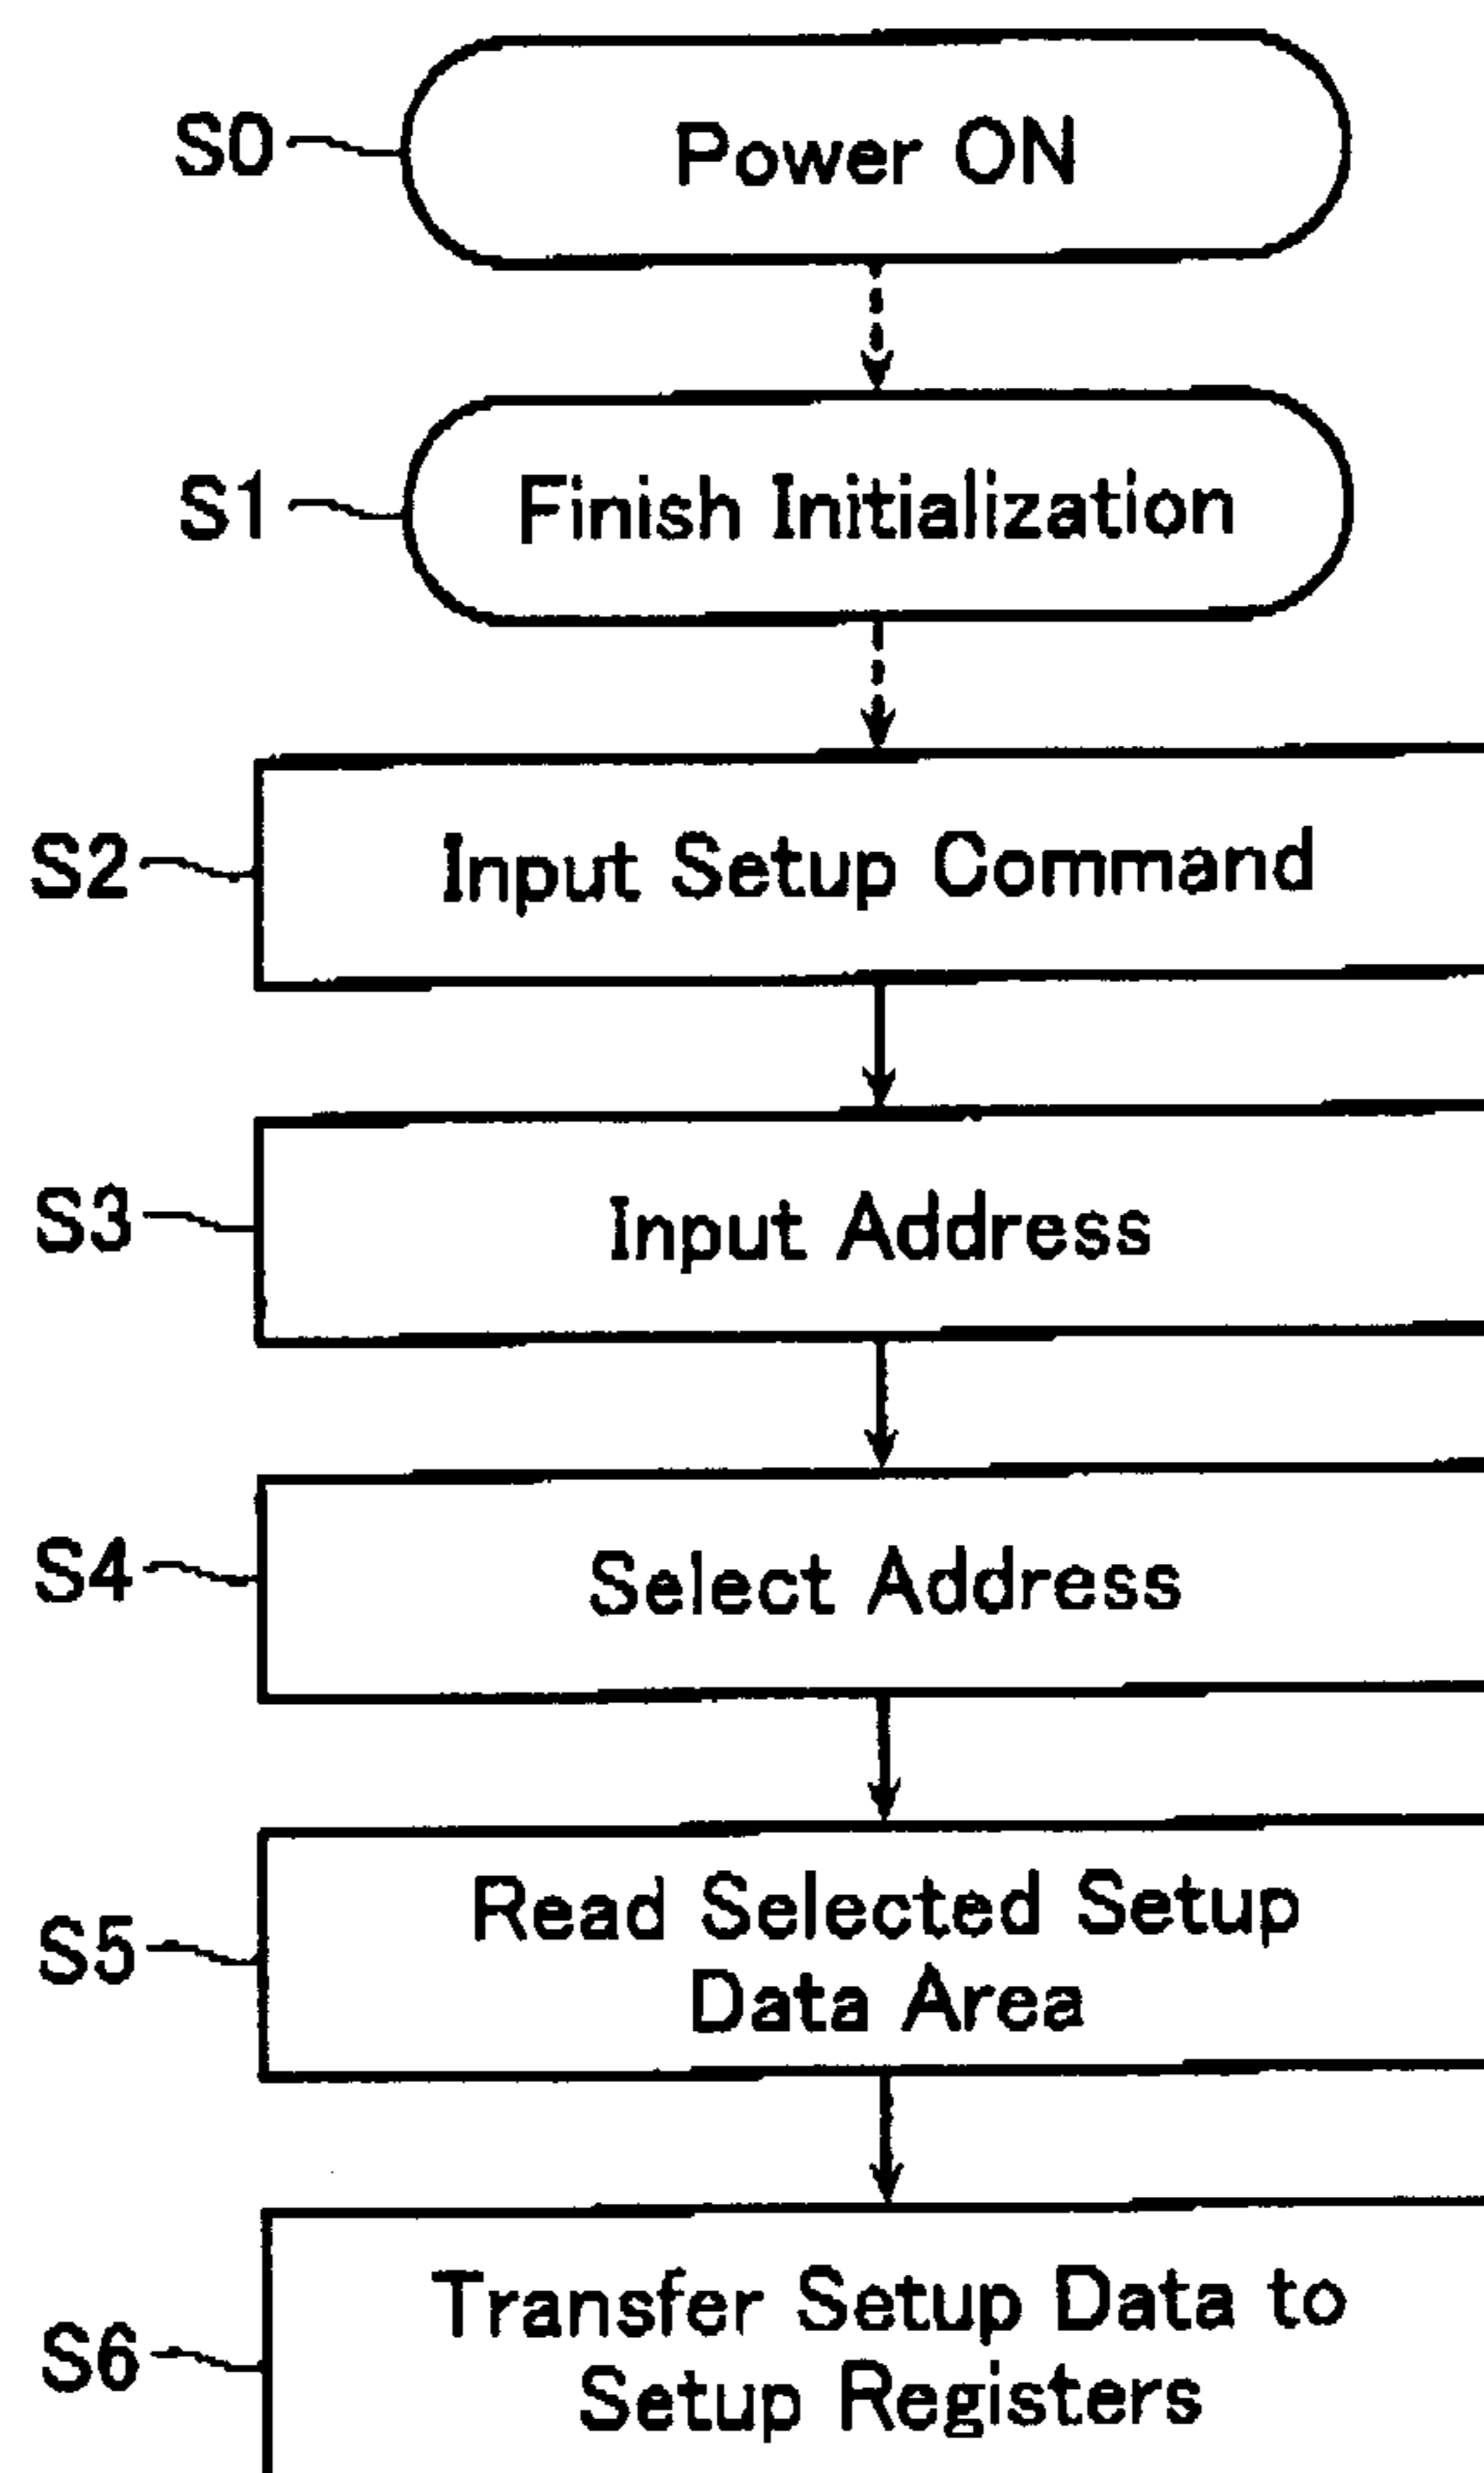 S0 Power ON
S1 Finish Initialization
S2 Input Setup Command
S3 Input Address
S4 Select Address
S5 Read Selected Setup
Data Area
S6 Transfer Setup Data to
Setup Registers